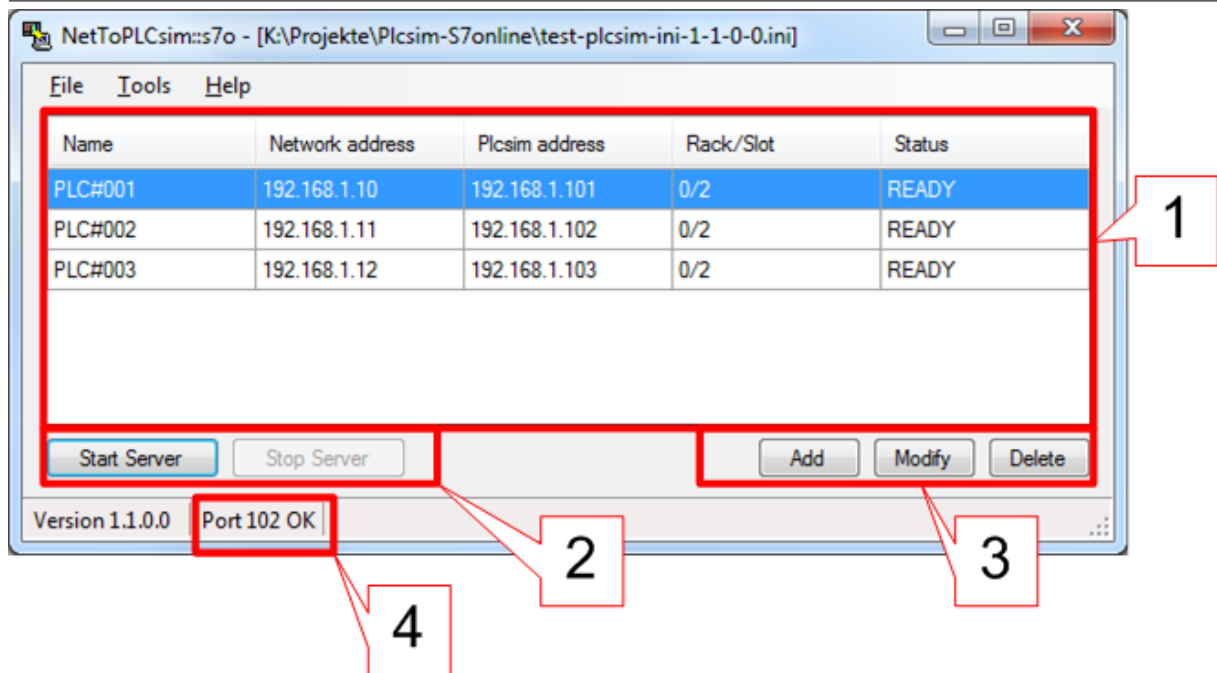 NetToPLCsim::s7o - [K:\Projekte\Plcsim-S7online\test-plcsim-ini-1-1-0-0.ini]
File Tools Help
Name Network address Plcsim address Rack/Slot Status
PLC#001 192.168.1.10 192.168.1.101 0/2 READY
PLC#002 192.168.1.11 192.168.1.102 0/2 READY
PLC#003 192.168.1.12 192.168.1.103 0/2 READY
1
Start Server Stop Server Add Modify Delete
Version 1.1.0.0 Port 102 OK
2 3
4